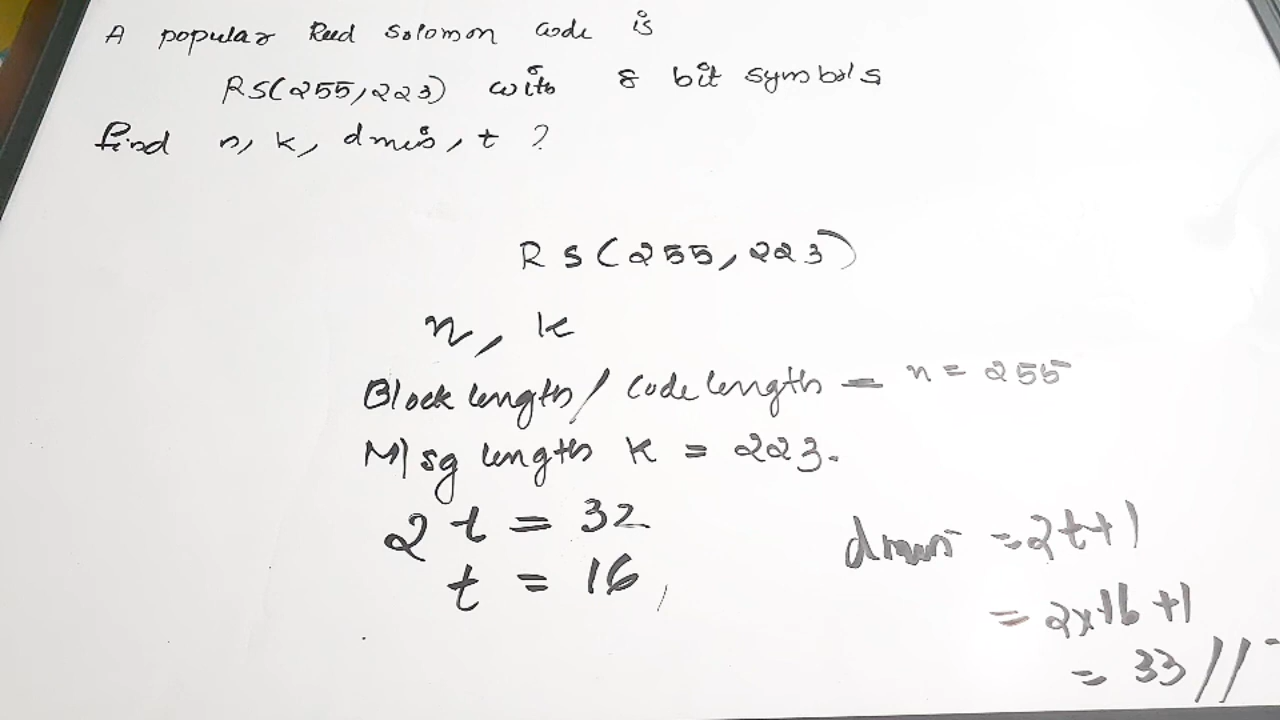 A popular Reed solomon code is
RS(255,223) with 8 bit symbols
find n, k, dmin, t ?
RS(255,223)
n, k
Block length/ Code length = n = 255
M/sg length k = 223.
2t = 32
t = 16,
dmin = 2t+1
= 2x16+1
= 33//